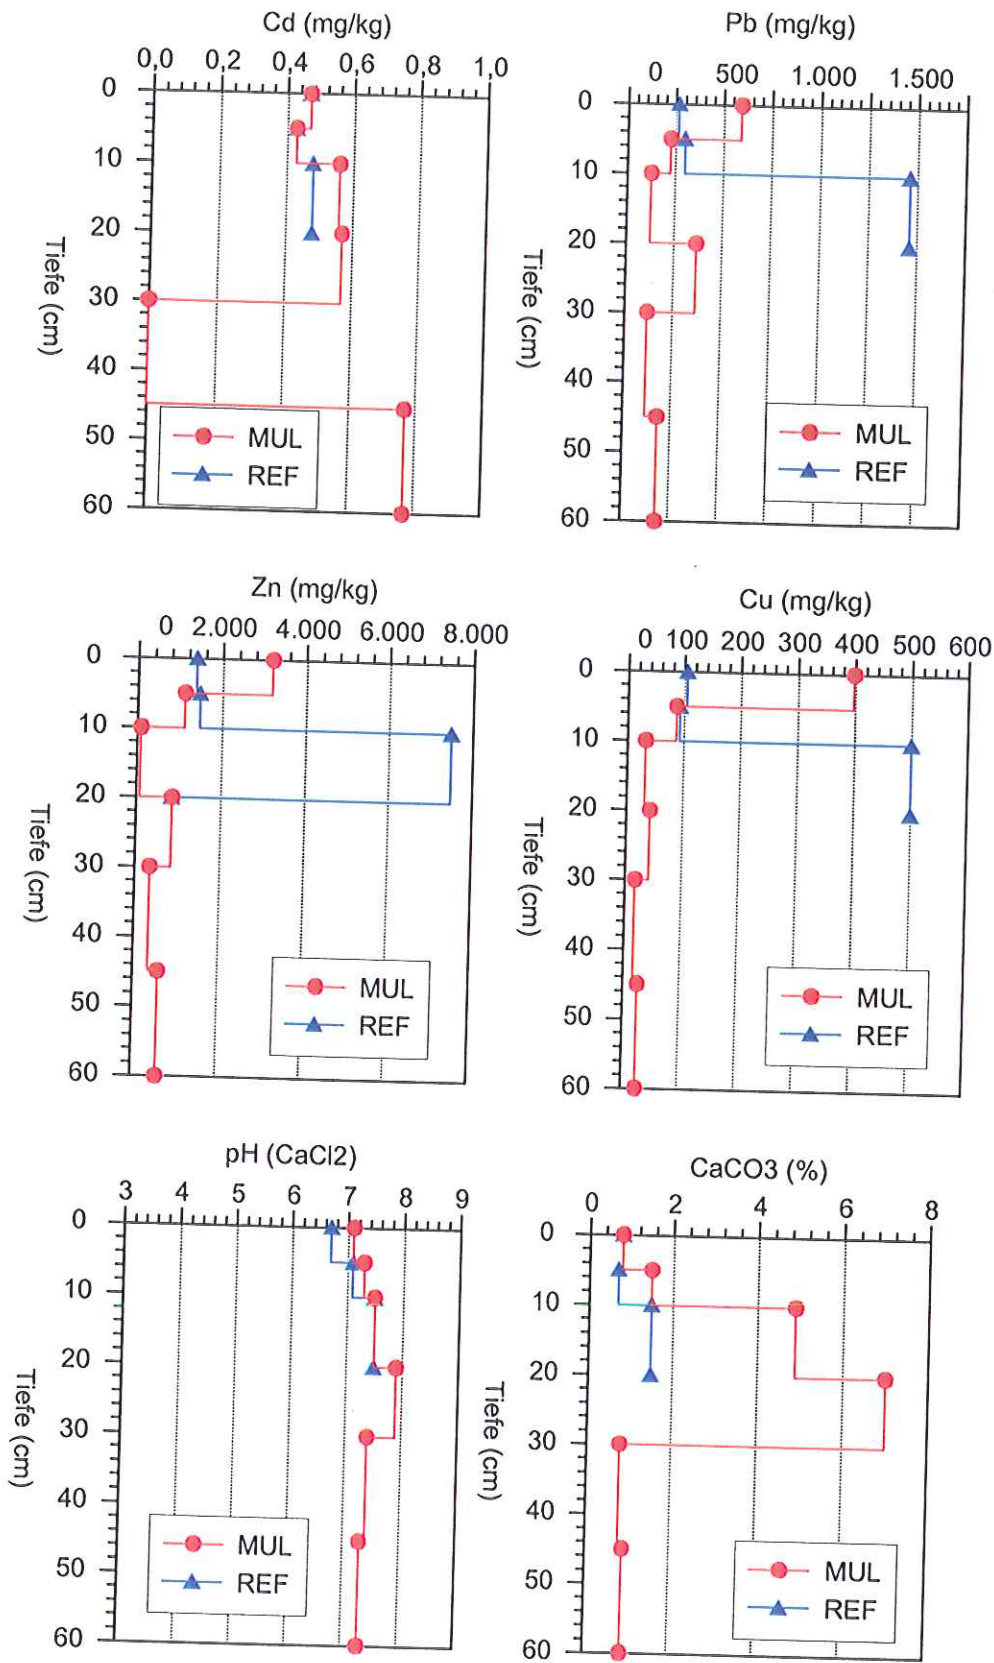 Cd (mg/kg)
0,0 0,2 0,4 0,6 0,8 1,0
0
10
20
30
40
50
60
Tiefe (cm)
MUL
REF
Pb (mg/kg)
0 500 1.000 1.500
0
10
20
30
40
50
60
Tiefe (cm)
MUL
REF
Zn (mg/kg)
0 2.000 4.000 6.000 8.000
0
10
20
30
40
50
60
Tiefe (cm)
MUL
REF
Cu (mg/kg)
0 100 200 300 400 500 600
0
10
20
30
40
50
60
Tiefe (cm)
MUL
REF
pH (CaCl2)
3 4 5 6 7 8 9
0
10
20
30
40
50
60
Tiefe (cm)
MUL
REF
CaCO3 (%)
0 2 4 6 8
0
10
20
30
40
50
60
Tiefe (cm)
MUL
REF